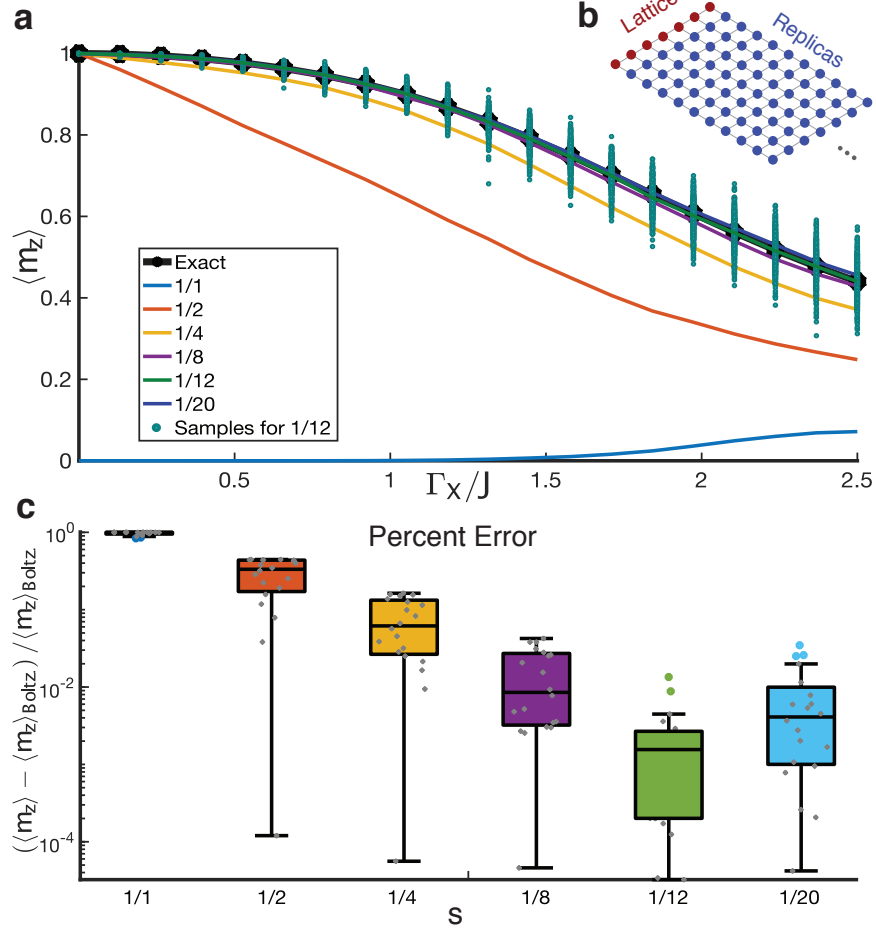 a
b
Lattice
Replicas
1
0.8
0.6
0.4
0.2
0
⟨m_z⟩
Exact
1/1
1/2
1/4
1/8
1/12
1/20
Samples for 1/12
0.5
1
1.5
2
2.5
Γ_X/J
c
Percent Error
10^0
10^-2
10^-4
(⟨m_z⟩ − ⟨m_z⟩_Boltz) / ⟨m_z⟩_Boltz
1/1
1/2
1/4
1/8
1/12
1/20
S